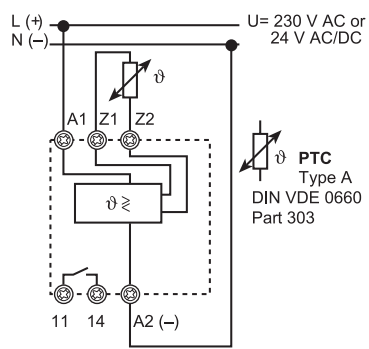 L (+)
U= 230 V AC or
N (–)
24 V AC/DC
ϑ
A1 Z1 Z2
ϑ PTC
Type A
DIN VDE 0660
Part 303
ϑ ≷
11 14 A2 (–)